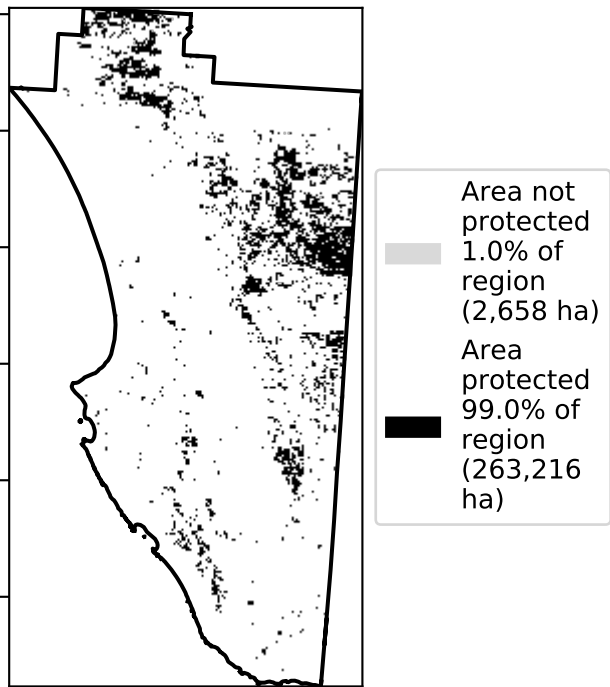 Area not
protected
1.0% of
region
(2,658 ha)
Area
protected
99.0% of
region
(263,216
ha)